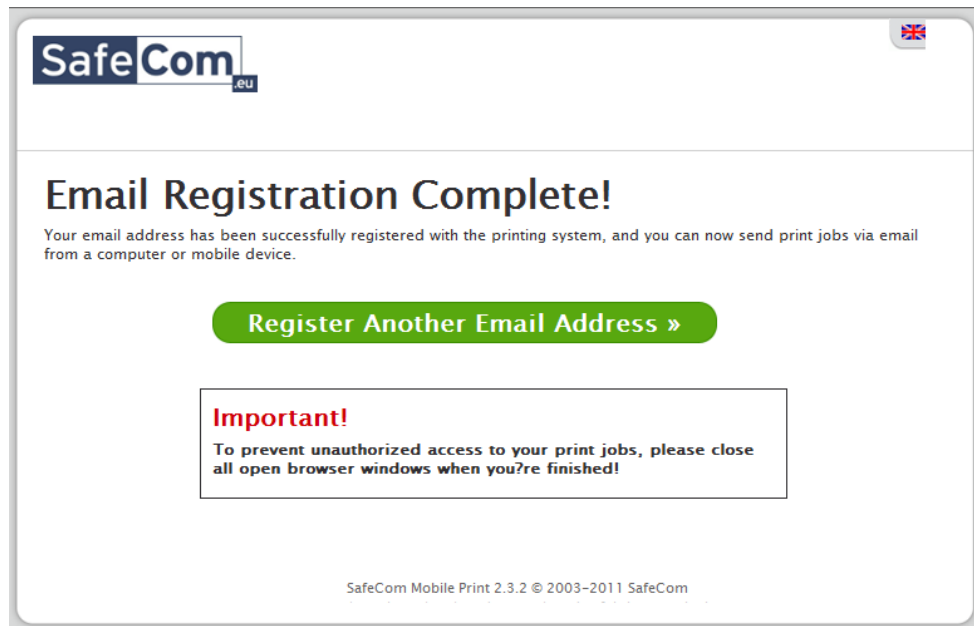 SafeCom
.eu
Email Registration Complete!
Your email address has been successfully registered with the printing system, and you can now send print jobs via email
from a computer or mobile device.
Register Another Email Address »
Important!
To prevent unauthorized access to your print jobs, please close
all open browser windows when you?re finished!
SafeCom Mobile Print 2.3.2 © 2003-2011 SafeCom